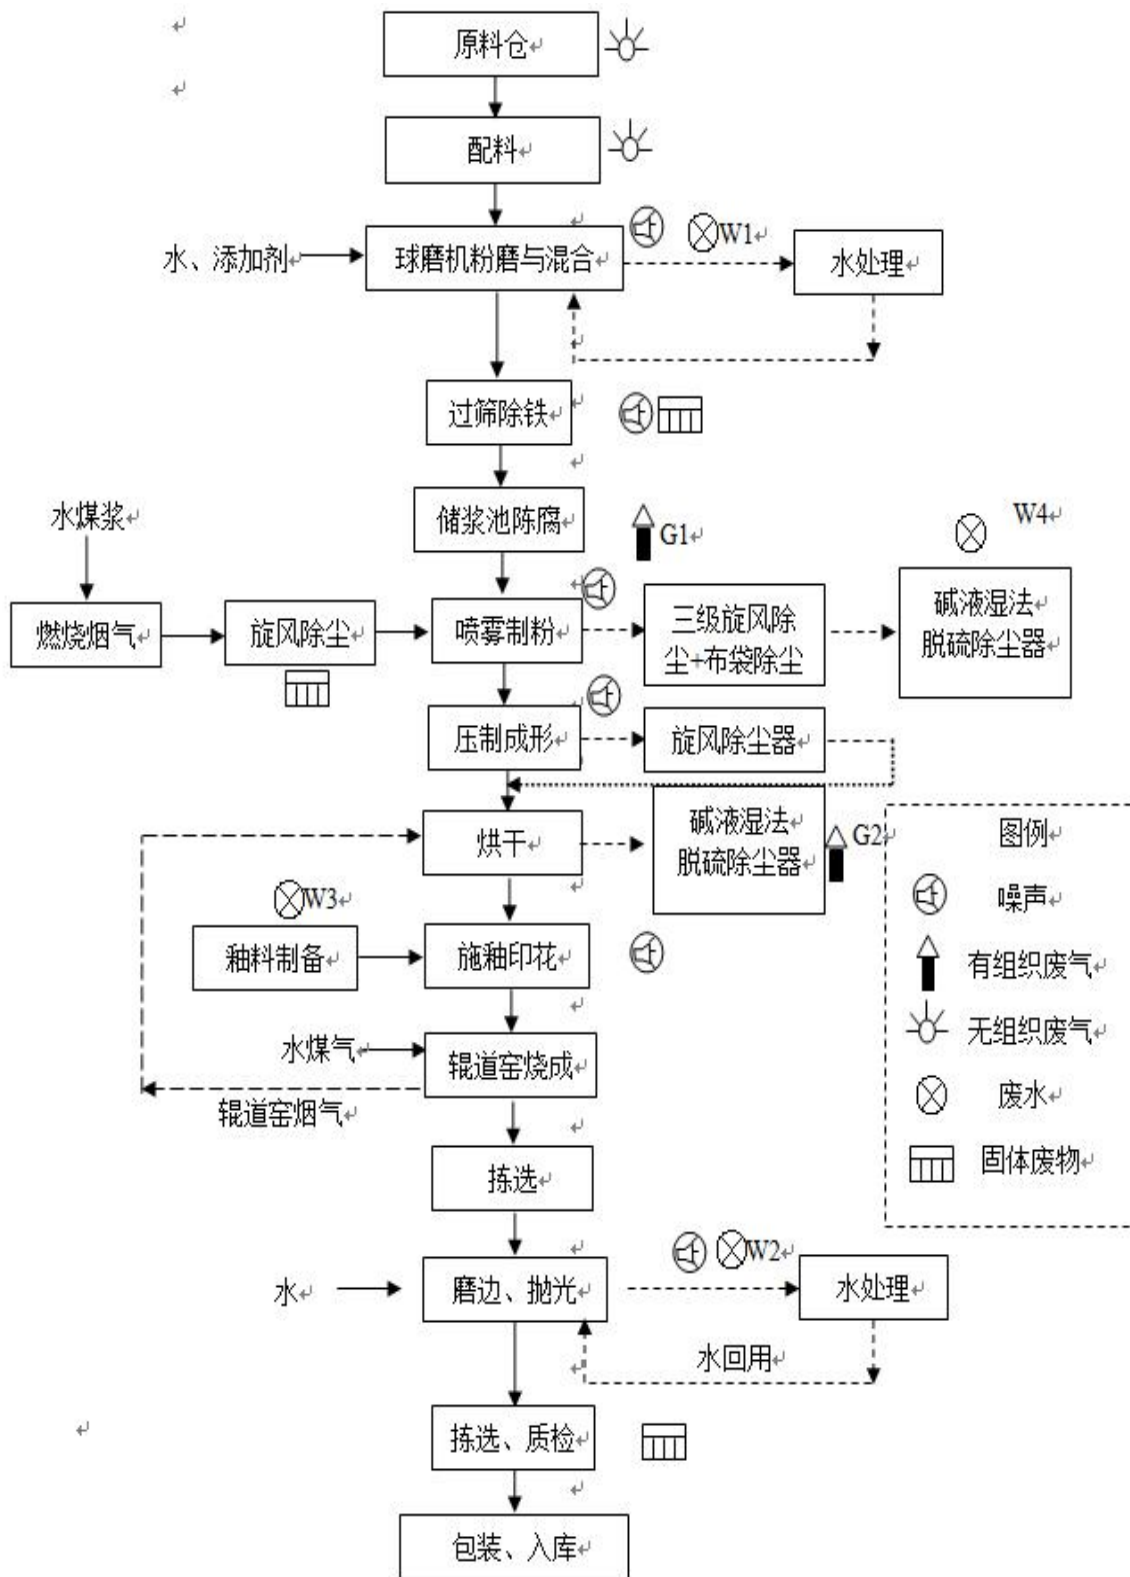 原料仓
配料
W1
水、添加剂
球磨机粉磨与混合
水处理
过筛除铁
储浆池陈腐
水煤浆
G1
W4
燃烧烟气
旋风除尘
喷雾制粉
三级旋风除
尘+布袋除尘
碱液湿法
脱硫除尘器
压制成形
旋风除尘器
烘干
碱液湿法
脱硫除尘器
G2
图例
噪声
有组织废气
无组织废气
废水
固体废物
W3
釉料制备
施釉印花
水煤气
辊道窑烧成
辊道窑烟气
拣选
W2
水
磨边、抛光
水处理
水回用
拣选、质检
包装、入库